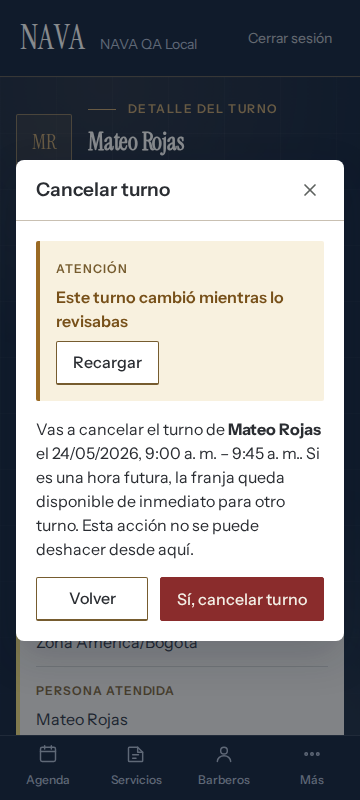 NAVA NAVA QA Local Cerrar sesión
DETALLE DEL TURNO
MR Mateo Rojas
Cancelar turno
ATENCIÓN
Este turno cambió mientras lo
revisabas
Recargar
Vas a cancelar el turno de Mateo Rojas
el 24/05/2026, 9:00 a. m. – 9:45 a. m.. Si
es una hora futura, la franja queda
disponible de inmediato para otro
turno. Esta acción no se puede
deshacer desde aquí.
Volver Sí, cancelar turno
Zona América/Bogotá
PERSONA ATENDIDA
Mateo Rojas
Agenda Servicios Barberos Más